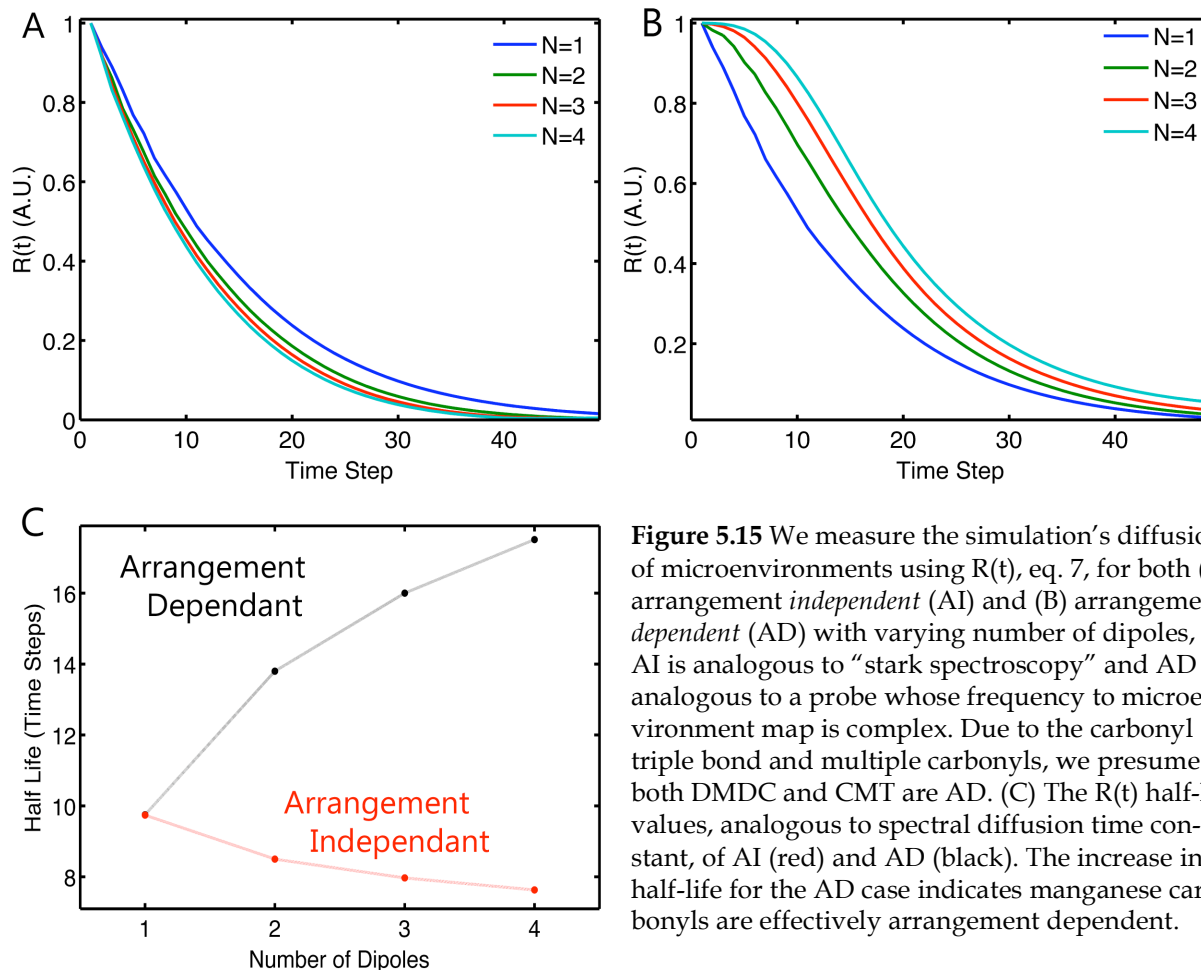 A
1
0.8
0.6
0.4
0.2
0
R(t) (A.U.)
N=1
N=2
N=3
N=4
0
10
20
30
40
Time Step
B
1
0.8
0.6
0.4
0.2
R(t) (A.U.)
N=1
N=2
N=3
N=4
0
10
20
30
40
Time Step
C
16
14
12
10
8
Half Life (Time Steps)
Arrangement
Dependant
Arrangement
Independant
1
2
3
4
Number of Dipoles
Figure 5.15 We measure the simulation's diffusio
of microenvironments using R(t), eq. 7, for both (
arrangement independent (AI) and (B) arrangeme
dependent (AD) with varying number of dipoles,
AI is analogous to “stark spectroscopy” and AD
analogous to a probe whose frequency to microe
vironment map is complex. Due to the carbonyl
triple bond and multiple carbonyls, we presume
both DMDC and CMT are AD. (C) The R(t) half-
values, analogous to spectral diffusion time con-
stant, of AI (red) and AD (black). The increase in
half-life for the AD case indicates manganese car
bonyls are effectively arrangement dependent.